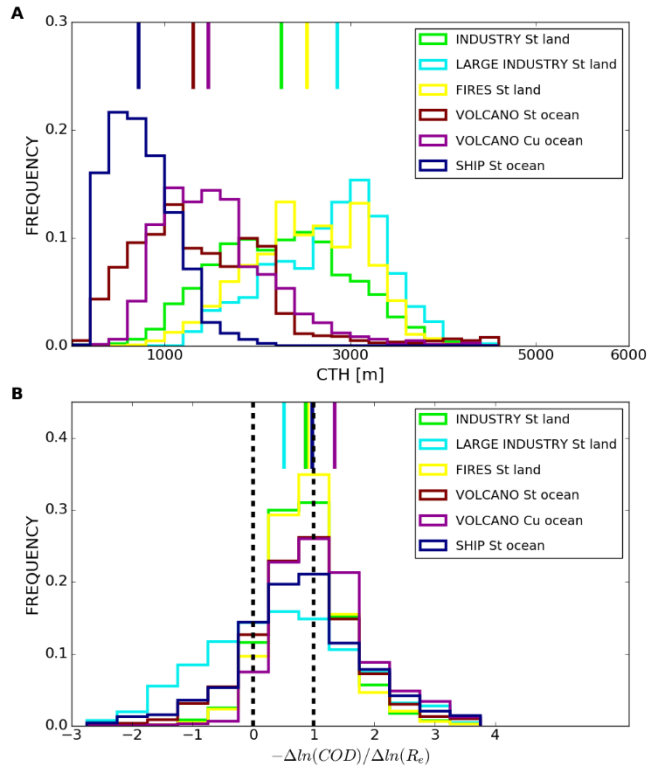 A
0.3
0.2
0.1
0.0
FREQUENCY
INDUSTRY St land
LARGE INDUSTRY St land
FIRES St land
VOLCANO St ocean
VOLCANO Cu ocean
SHIP St ocean
1000 3000 5000 6000
CTH [m]
B
0.4
0.3
0.2
0.1
0.0
FREQUENCY
INDUSTRY St land
LARGE INDUSTRY St land
FIRES St land
VOLCANO St ocean
VOLCANO Cu ocean
SHIP St ocean
−3 −2 −1 0 1 2 3 4
−Δln(COD)/Δln(Re)